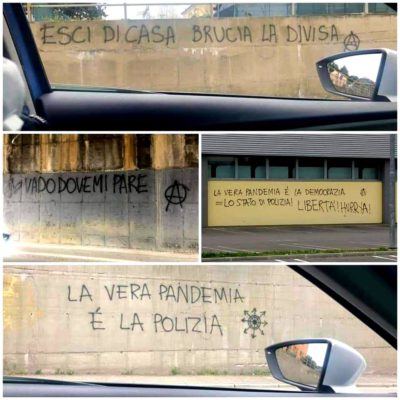 ESCI DI CASA BRUCIA LA DIVISA
VADO DOVE MI PARE
LA VERA PANDEMIA É LA DEMOCRAZIA
= LO STATO DI POLIZIA! LIBERTÀ! HURRYA!
LA VERA PANDEMIA
É LA POLIZIA